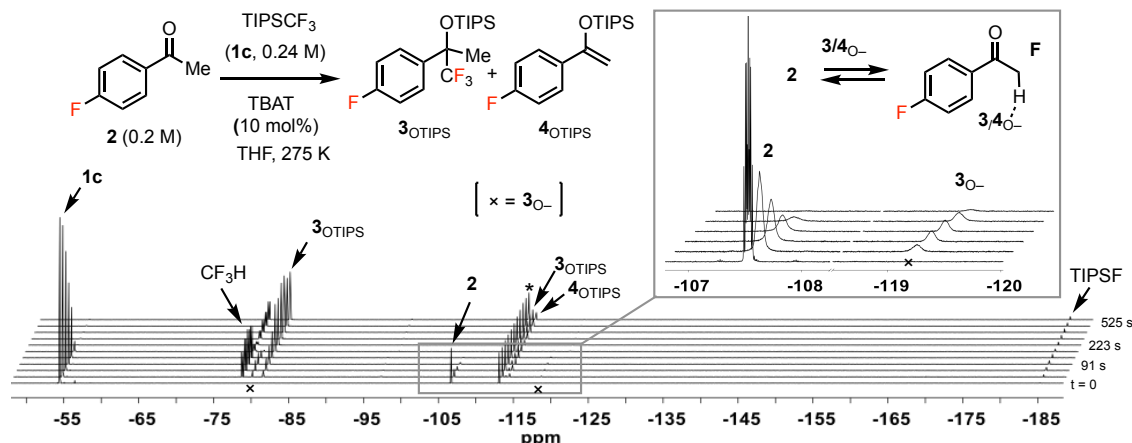 O
Me
F
2 (0.2 M)
TIPSCF₃
(1c, 0.24 M)
TBAT
(10 mol%)
THF, 275 K
OTIPS
Me
CF₃
F
3OTIPS
+
OTIPS
F
4OTIPS
3/4O–
2
O
F
H
F
3/4O–
2
3O–
×
-107
-108
-119
-120
1c
[ × = 3O– ]
CF₃H
3OTIPS
2
*
3OTIPS
4OTIPS
TIPSF
525 s
223 s
91 s
t = 0
×
×
-55
-65
-75
-85
-95
-105
-115
-125
-135
-145
-155
-165
-175
-185
ppm